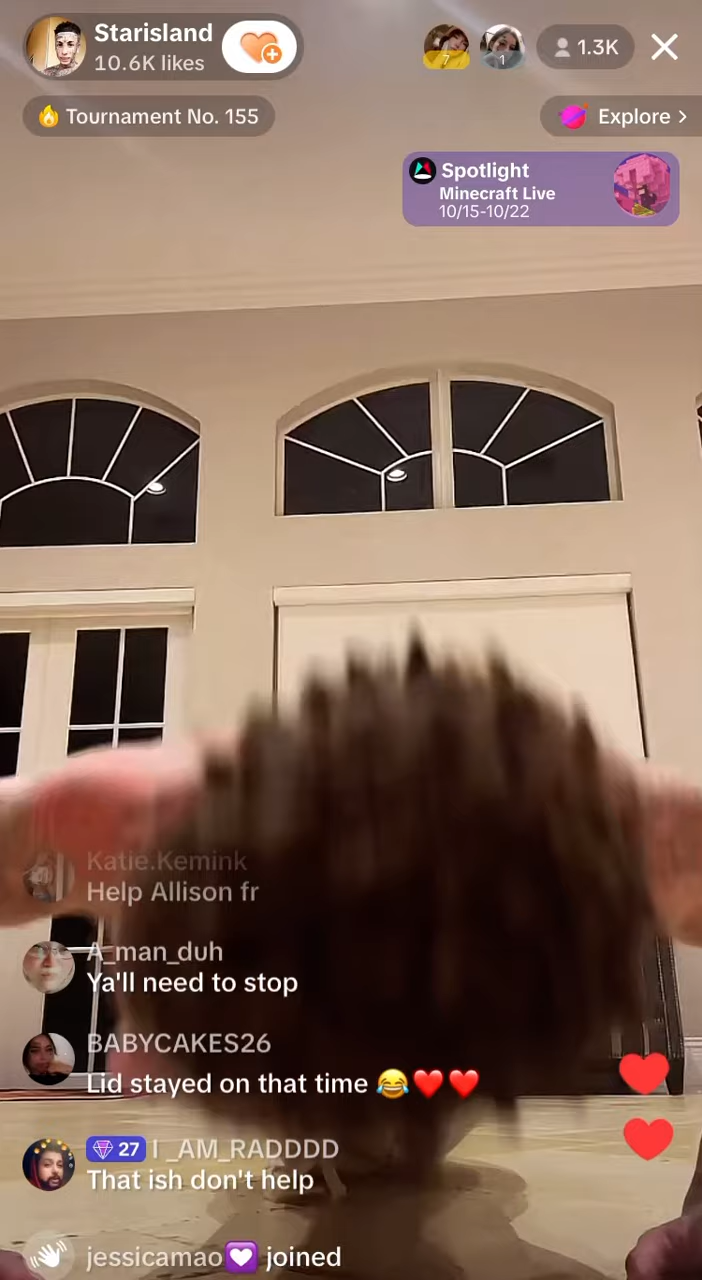 Starisland
10.6K likes
7
1
1.3K
🔥 Tournament No. 155
Explore >
Spotlight
Minecraft Live
10/15-10/22
Katie.Kemink
Help Allison fr
A_man_duh
Ya'll need to stop
BABYCAKES26
Lid stayed on that time 😂❤️❤️
27 I _AM_RADDDD
That ish don't help
jessicamao💜 joined